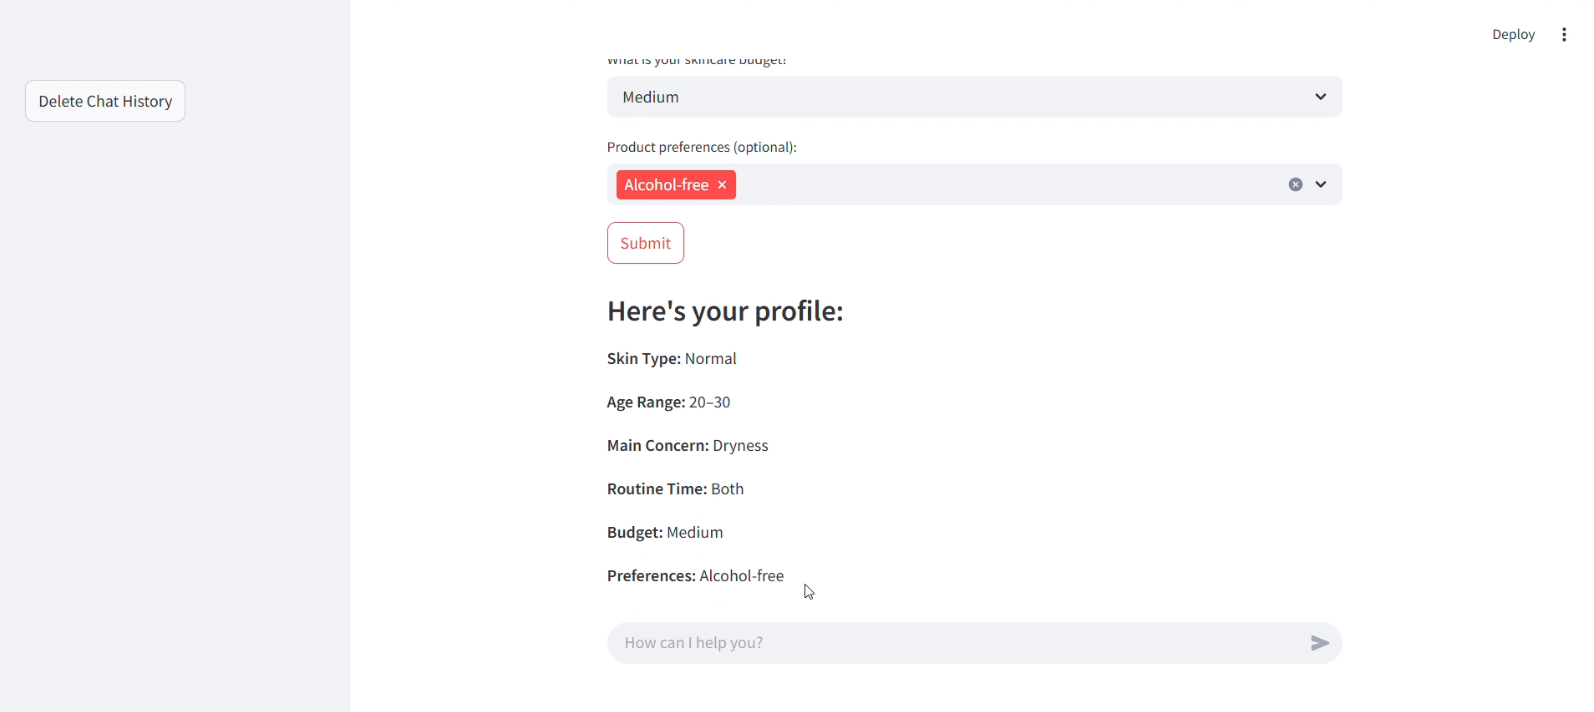 Deploy
Delete Chat History
What is your skincare budget?
Medium
Product preferences (optional):
Alcohol-free
Submit
Here's your profile:
Skin Type: Normal
Age Range: 20–30
Main Concern: Dryness
Routine Time: Both
Budget: Medium
Preferences: Alcohol-free
How can I help you?